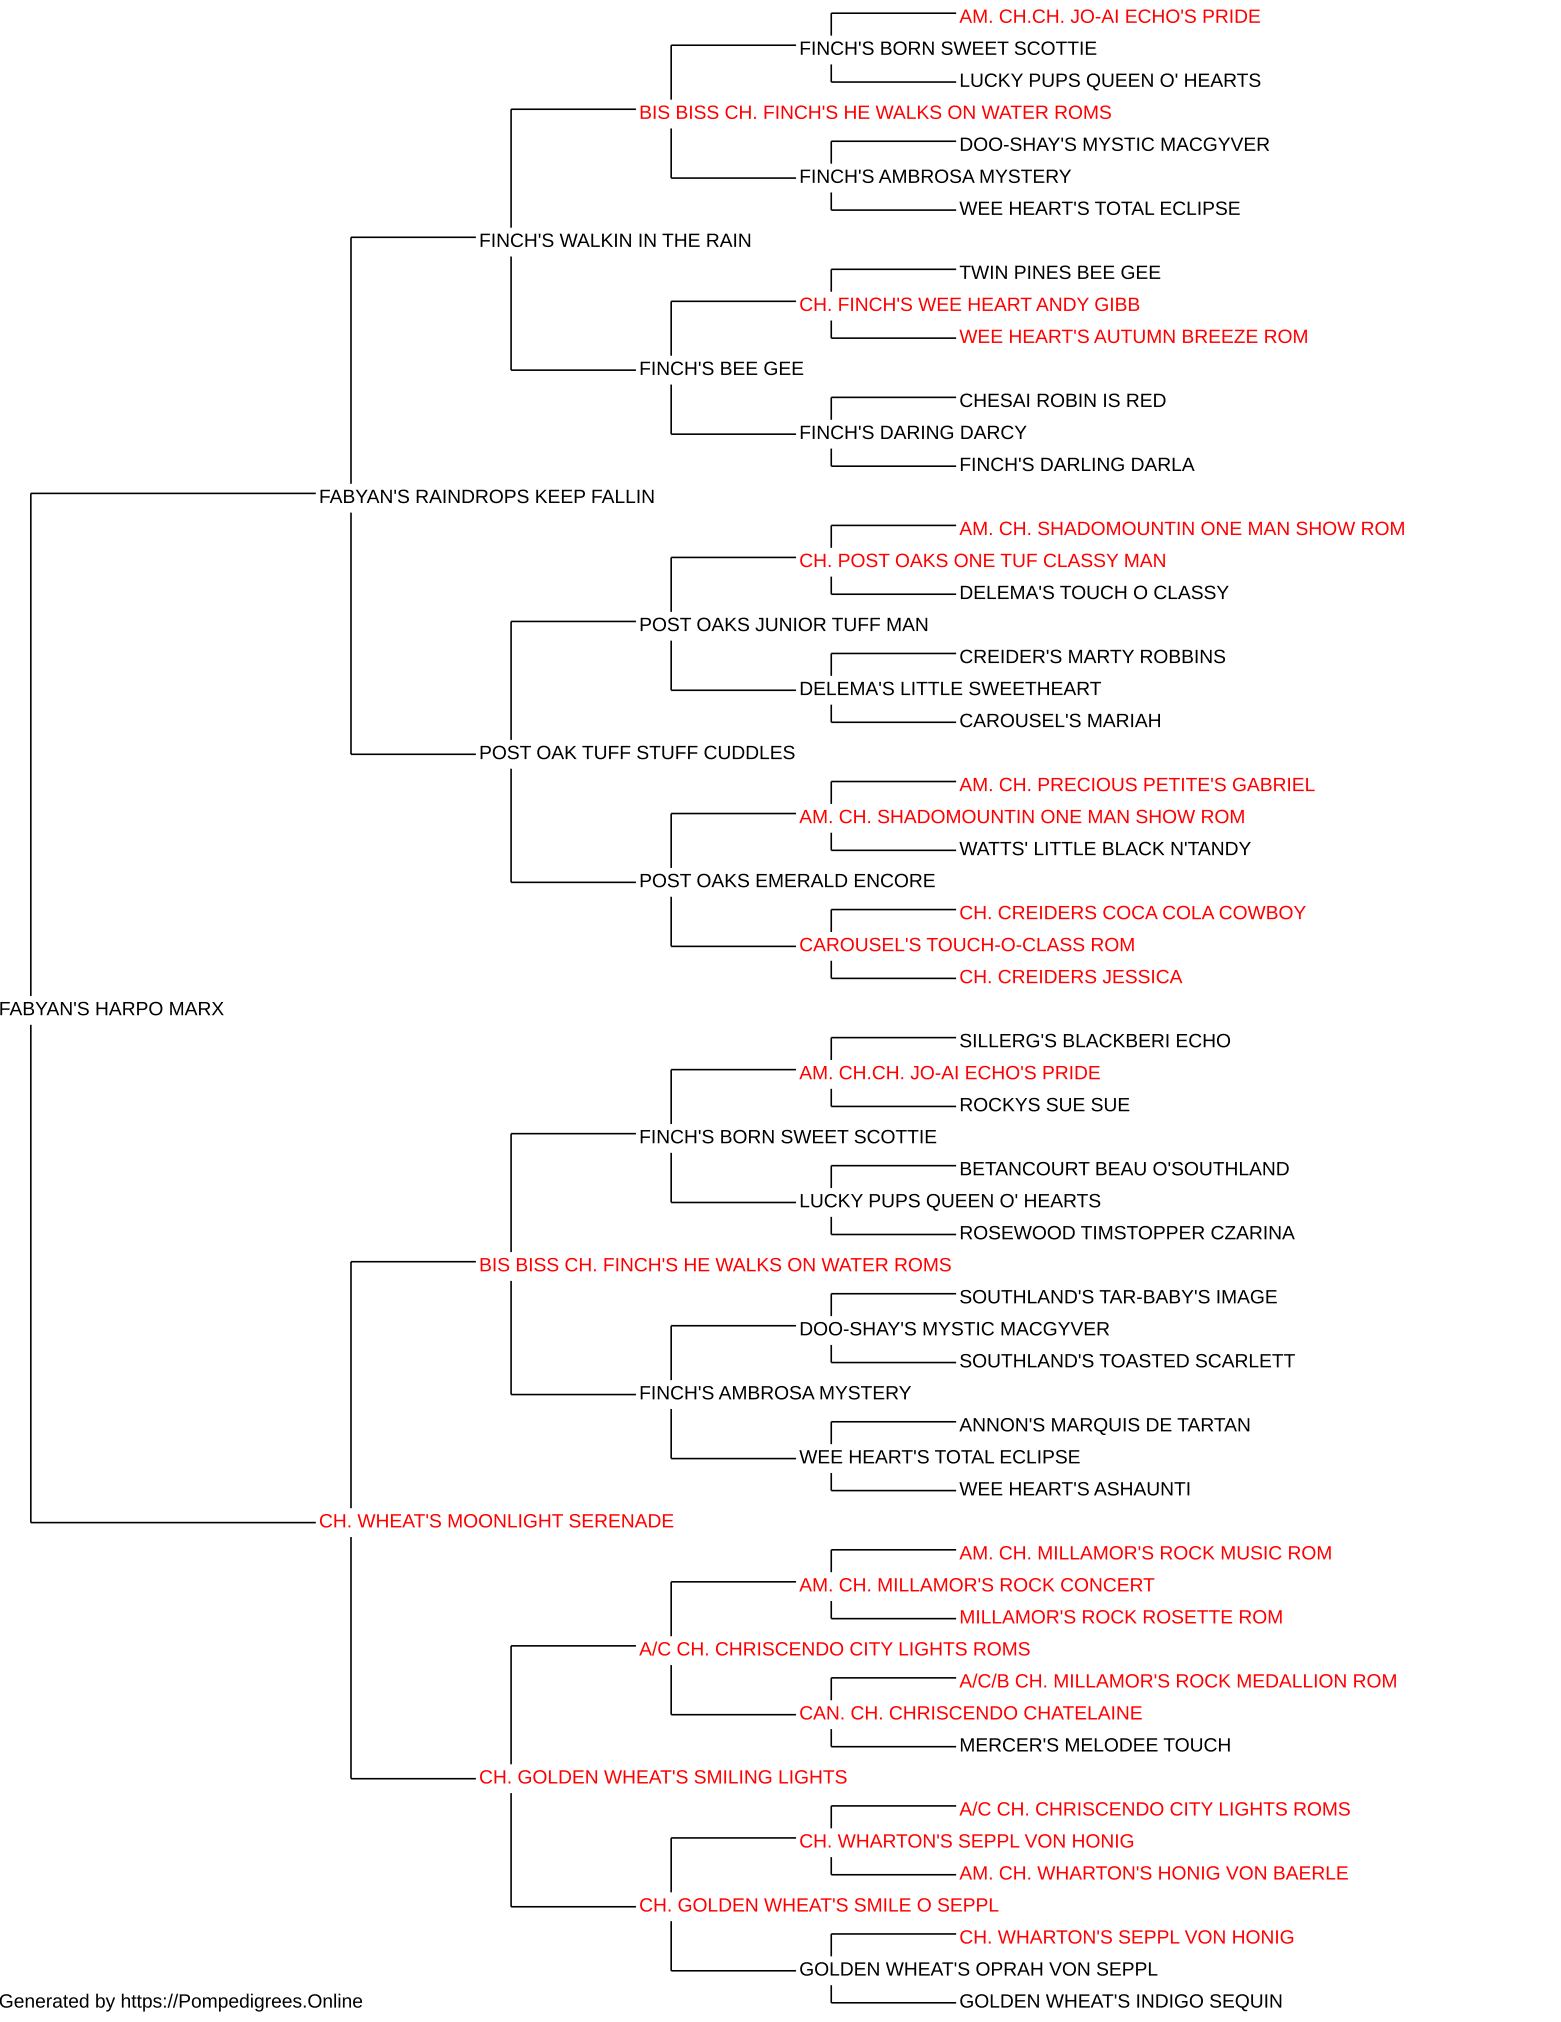 AM. CH.CH. JO-AI ECHO'S PRIDE
FINCH'S BORN SWEET SCOTTIE
LUCKY PUPS QUEEN O' HEARTS
BIS BISS CH. FINCH'S HE WALKS ON WATER ROMS
DOO-SHAY'S MYSTIC MACGYVER
FINCH'S AMBROSA MYSTERY
WEE HEART'S TOTAL ECLIPSE
FINCH'S WALKIN IN THE RAIN
TWIN PINES BEE GEE
CH. FINCH'S WEE HEART ANDY GIBB
WEE HEART'S AUTUMN BREEZE ROM
FINCH'S BEE GEE
CHESAI ROBIN IS RED
FINCH'S DARING DARCY
FINCH'S DARLING DARLA
FABYAN'S RAINDROPS KEEP FALLIN
AM. CH. SHADOMOUNTIN ONE MAN SHOW ROM
CH. POST OAKS ONE TUF CLASSY MAN
DELEMA'S TOUCH O CLASSY
POST OAKS JUNIOR TUFF MAN
CREIDER'S MARTY ROBBINS
DELEMA'S LITTLE SWEETHEART
CAROUSEL'S MARIAH
POST OAK TUFF STUFF CUDDLES
AM. CH. PRECIOUS PETITE'S GABRIEL
AM. CH. SHADOMOUNTIN ONE MAN SHOW ROM
WATTS' LITTLE BLACK N'TANDY
POST OAKS EMERALD ENCORE
CH. CREIDERS COCA COLA COWBOY
CAROUSEL'S TOUCH-O-CLASS ROM
CH. CREIDERS JESSICA
FABYAN'S HARPO MARX
SILLERG'S BLACKBERI ECHO
AM. CH.CH. JO-AI ECHO'S PRIDE
ROCKYS SUE SUE
FINCH'S BORN SWEET SCOTTIE
BETANCOURT BEAU O'SOUTHLAND
LUCKY PUPS QUEEN O' HEARTS
ROSEWOOD TIMSTOPPER CZARINA
BIS BISS CH. FINCH'S HE WALKS ON WATER ROMS
SOUTHLAND'S TAR-BABY'S IMAGE
DOO-SHAY'S MYSTIC MACGYVER
SOUTHLAND'S TOASTED SCARLETT
FINCH'S AMBROSA MYSTERY
ANNON'S MARQUIS DE TARTAN
WEE HEART'S TOTAL ECLIPSE
WEE HEART'S ASHAUNTI
CH. WHEAT'S MOONLIGHT SERENADE
AM. CH. MILLAMOR'S ROCK MUSIC ROM
AM. CH. MILLAMOR'S ROCK CONCERT
MILLAMOR'S ROCK ROSETTE ROM
A/C CH. CHRISCENDO CITY LIGHTS ROMS
A/C/B CH. MILLAMOR'S ROCK MEDALLION ROM
CAN. CH. CHRISCENDO CHATELAINE
MERCER'S MELODEE TOUCH
CH. GOLDEN WHEAT'S SMILING LIGHTS
A/C CH. CHRISCENDO CITY LIGHTS ROMS
CH. WHARTON'S SEPPL VON HONIG
AM. CH. WHARTON'S HONIG VON BAERLE
CH. GOLDEN WHEAT'S SMILE O SEPPL
CH. WHARTON'S SEPPL VON HONIG
GOLDEN WHEAT'S OPRAH VON SEPPL
GOLDEN WHEAT'S INDIGO SEQUIN
Generated by https://Pompedigrees.Online